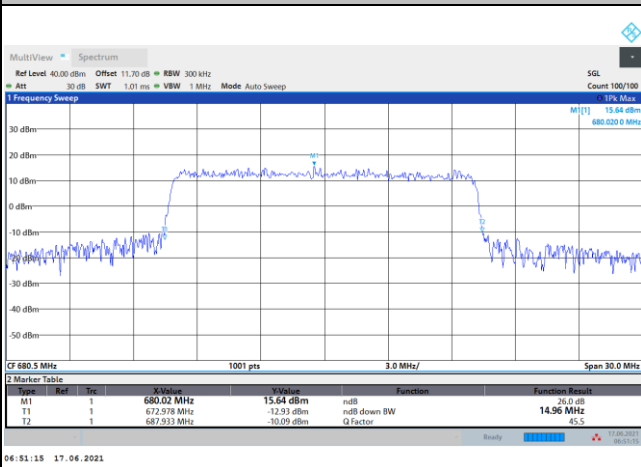 MultiView Spectrum
Ref Level 40.00 dBm Offset 11.70 dB RBW 300 kHz SGL
Att 30 dB SWT 1.01 ms VBW 1 MHz Mode Auto Sweep Count 100/100
1 Frequency Sweep 1Pk Max
M1[1] 15.64 dBm
680.020 0 MHz
30 dBm
20 dBm
M1
10 dBm
0 dBm
-10 dBm
T1 T2
-20 dBm
-30 dBm
-40 dBm
-50 dBm
CF 680.5 MHz 1001 pts 3.0 MHz/ Span 30.0 MHz
2 Marker Table
Type Ref Trc X-Value Y-Value Function Function Result
M1 1 680.02 MHz 15.64 dBm ndB 26.0 dB
T1 1 672.978 MHz -12.93 dBm ndB down BW 14.96 MHz
T2 1 687.933 MHz -10.09 dBm Q Factor 45.5
Ready 17.06.2021
06:51:15
06:51:15 17.06.2021